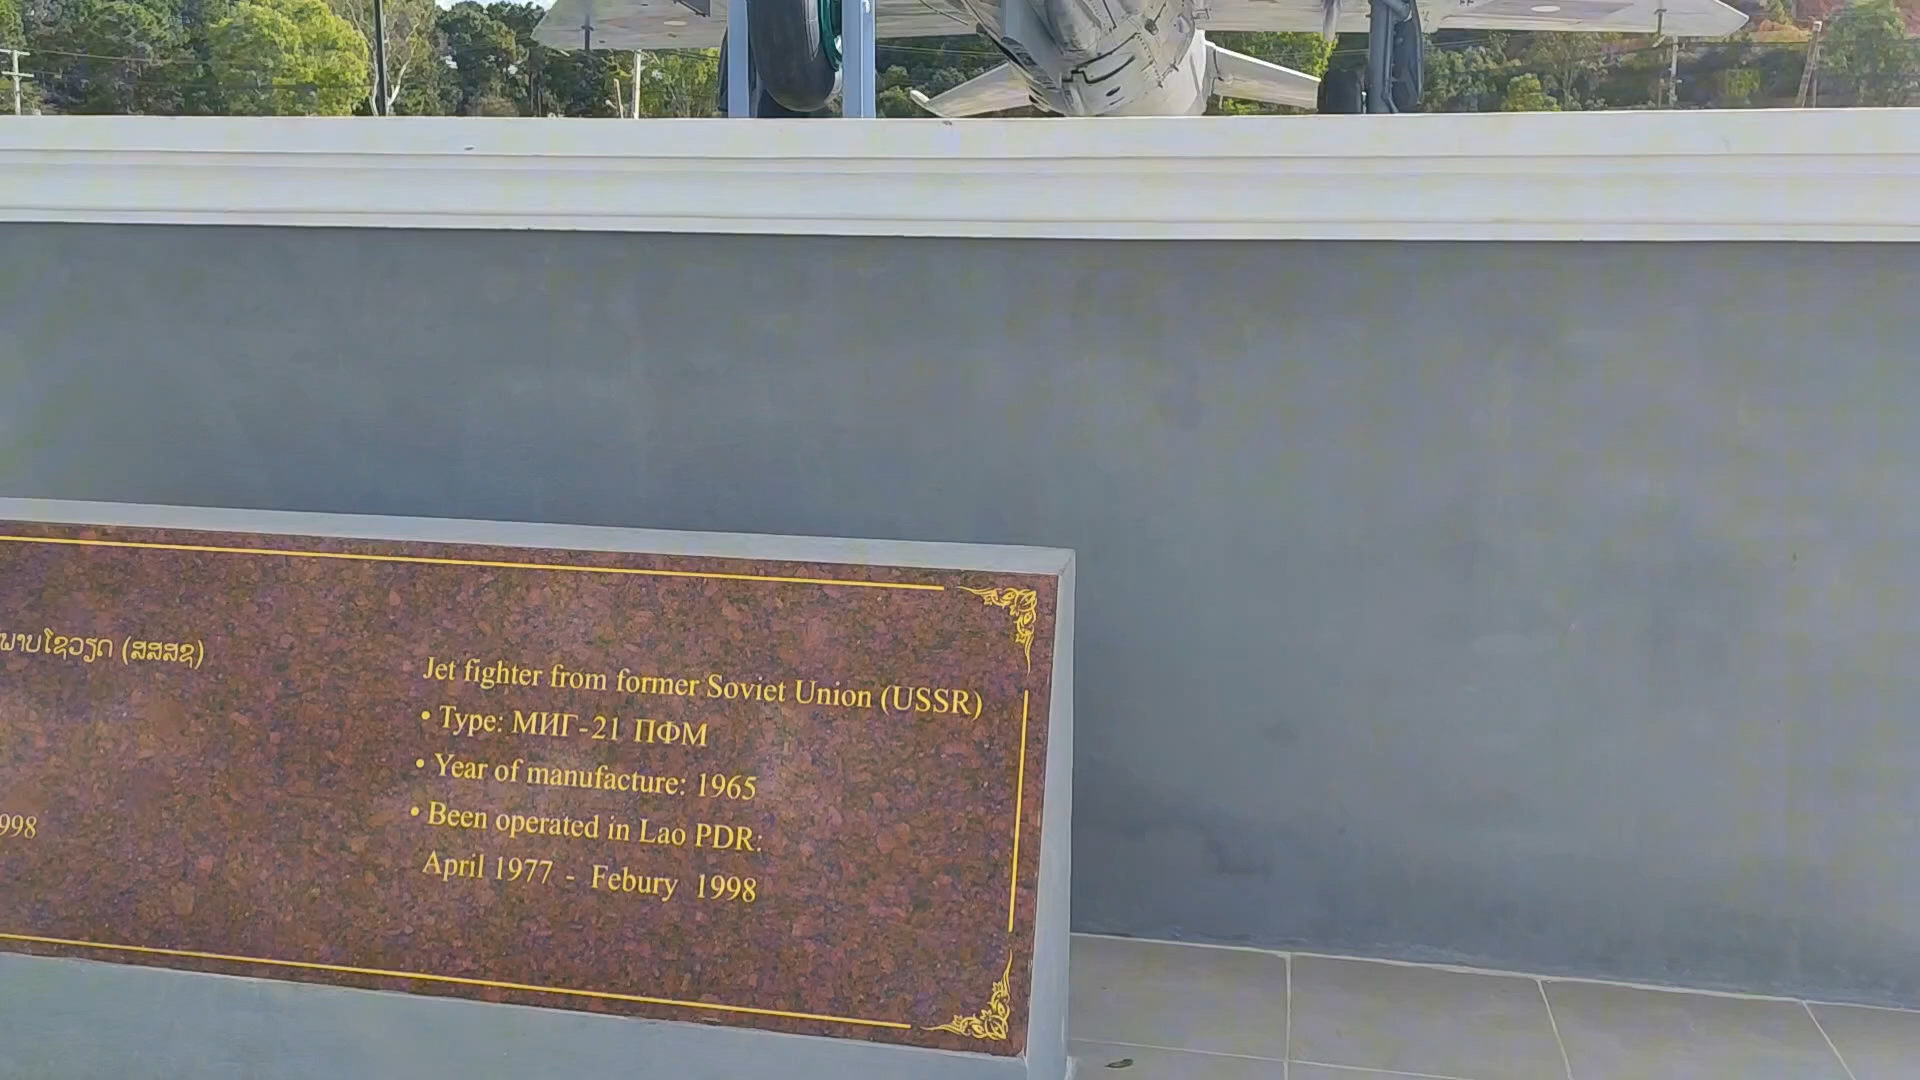 ພາບໂຊວຽດ (ສສສຊ)
1998
Jet fighter from former Soviet Union (USSR)
• Type: МИГ-21 ПФМ
• Year of manufacture: 1965
• Been operated in Lao PDR:
April 1977 - Febury 1998